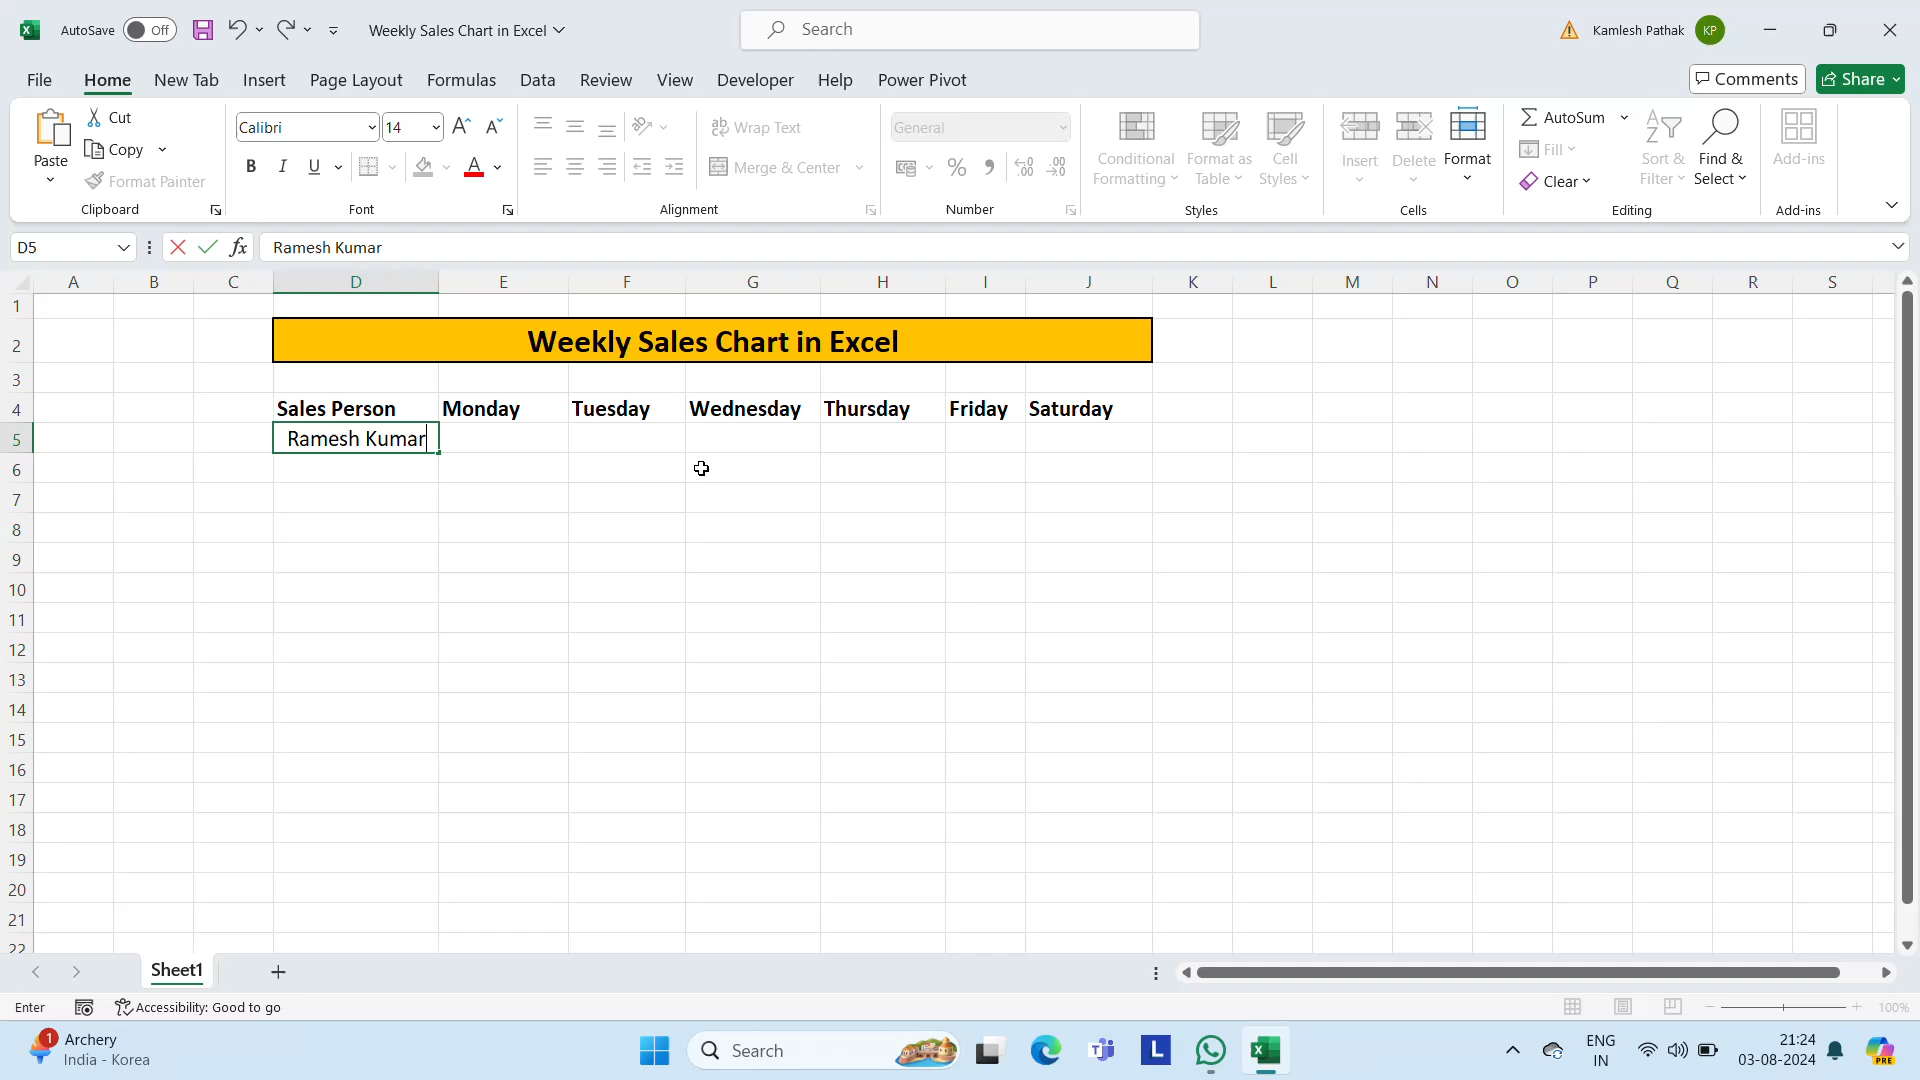 AutoSave Off Weekly Sales Chart in Excel Search Kamlesh Pathak KP
File Home New Tab Insert Page Layout Formulas Data Review View Developer Help Power Pivot Comments Share
Cut Calibri 14 Wrap Text General AutoSum
Paste Copy Format Painter B I U A Merge & Center % Conditional Formatting Format as Table Cell Styles Insert Delete Format Fill Clear Sort & Filter Find & Select Add-ins
Clipboard Font Alignment Number Styles Cells Editing Add-ins
D5 fx Ramesh Kumar
A B C D E F G H I J K L M N O P Q R S
1
2 Weekly Sales Chart in Excel
3
4 Sales Person Monday Tuesday Wednesday Thursday Friday Saturday
5 Ramesh Kumar
6
7
8
9
10
11
12
13
14
15
16
17
18
19
20
21
22
Sheet1
Enter Accessibility: Good to go 100%
1 Archery Search L ENG 21:24
India - Korea IN 03-08-2024 PRE